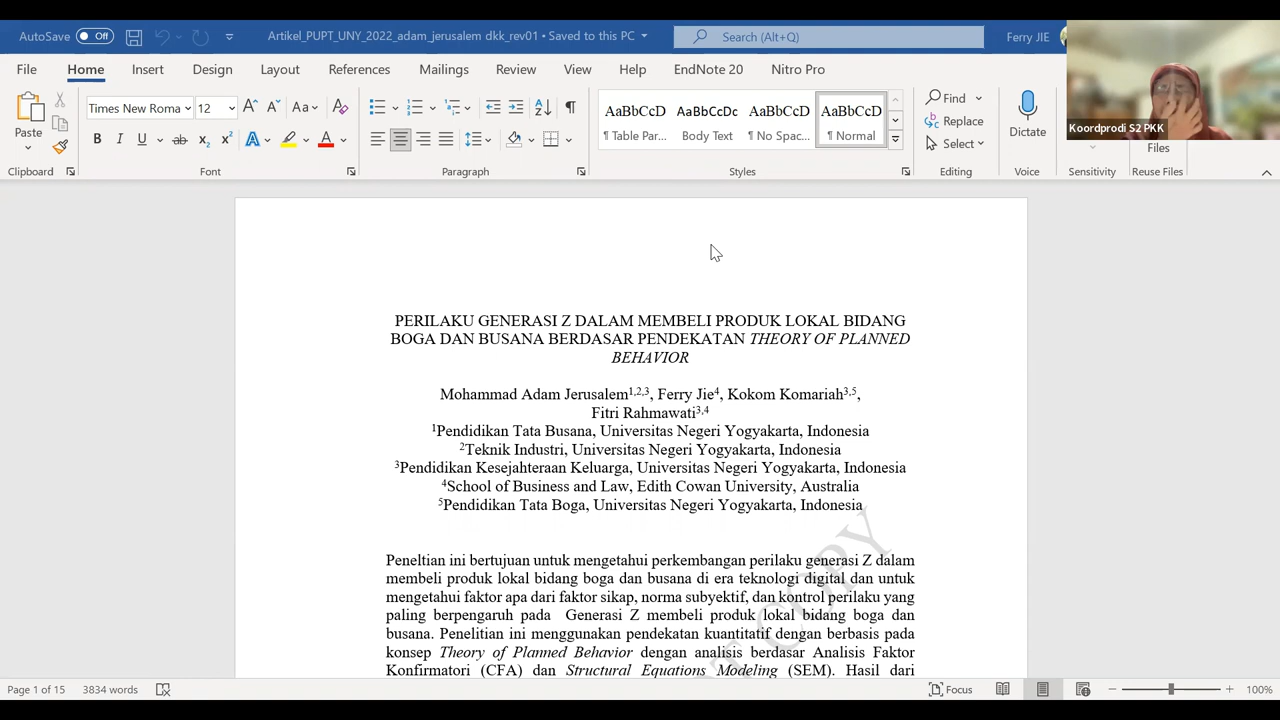 AutoSave Off Artikel_PUPT_UNY_2022_adam_jerusalem dkk_rev01 • Saved to this PC Search (Alt+Q) Ferry JIE
File Home Insert Design Layout References Mailings Review View Help EndNote 20 Nitro Pro
Koordprodi S2 PKK
Paste
Times New Roma 12
Aa
B I U ab x₂ x² A A
AaBbCcD AaBbCcDc AaBbCcD AaBbCcD
¶ Table Par... Body Text ¶ No Spac... ¶ Normal
Find
Replace
Select
Dictate
Files
Clipboard Font Paragraph Styles Editing Voice Sensitivity Reuse Files
PERILAKU GENERASI Z DALAM MEMBELI PRODUK LOKAL BIDANG
BOGA DAN BUSANA BERDASAR PENDEKATAN THEORY OF PLANNED
BEHAVIOR
Mohammad Adam Jerusalem1,2,3, Ferry Jie4, Kokom Komariah3,5,
Fitri Rahmawati3,4
1Pendidikan Tata Busana, Universitas Negeri Yogyakarta, Indonesia
2Teknik Industri, Universitas Negeri Yogyakarta, Indonesia
3Pendidikan Kesejahteraan Keluarga, Universitas Negeri Yogyakarta, Indonesia
4School of Business and Law, Edith Cowan University, Australia
5Pendidikan Tata Boga, Universitas Negeri Yogyakarta, Indonesia
Peneltian ini bertujuan untuk mengetahui perkembangan perilaku generasi Z dalam
membeli produk lokal bidang boga dan busana di era teknologi digital dan untuk
mengetahui faktor apa dari faktor sikap, norma subyektif, dan kontrol perilaku yang
paling berpengaruh pada Generasi Z membeli produk lokal bidang boga dan
busana. Penelitian ini menggunakan pendekatan kuantitatif dengan berbasis pada
konsep Theory of Planned Behavior dengan analisis berdasar Analisis Faktor
Konfirmatori (CFA) dan Structural Equations Modeling (SEM). Hasil dari
COPY
Page 1 of 15 3834 words Focus 100%